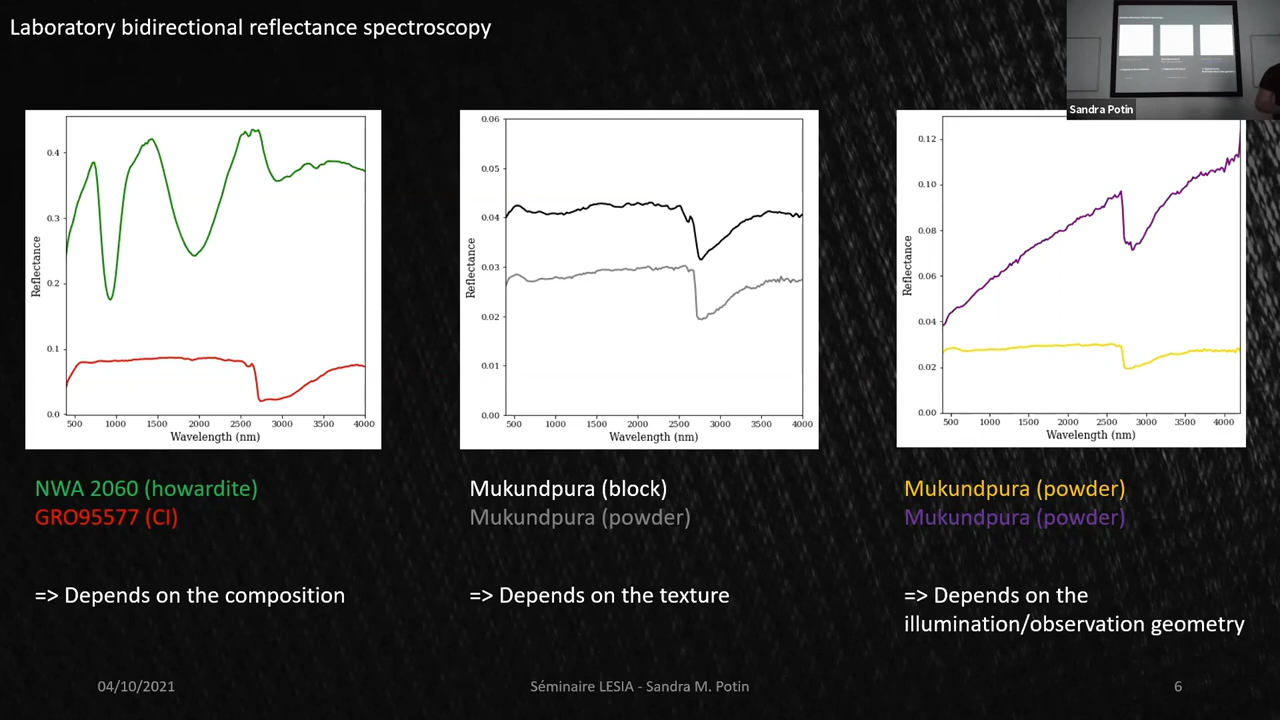 Laboratory bidirectional reflectance spectroscopy
Sandra Potin
0.4
0.3
0.2
0.1
0.0
Reflectance
500 1000 1500 2000 2500 3000 3500 4000
Wavelength (nm)
0.06
0.05
0.04
0.03
0.02
0.01
0.00
Reflectance
500 1000 1500 2000 2500 3000 3500 4000
Wavelength (nm)
0.12
0.10
0.08
0.06
0.04
0.02
0.00
Reflectance
500 1000 1500 2000 2500 3000 3500 4000
Wavelength (nm)
NWA 2060 (howardite)
GRO95577 (CI)
=> Depends on the composition
Mukundpura (block)
Mukundpura (powder)
=> Depends on the texture
Mukundpura (powder)
Mukundpura (powder)
=> Depends on the
illumination/observation geometry
04/10/2021
Séminaire LESIA - Sandra M. Potin
6